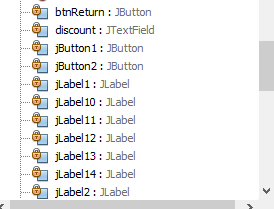 btnReturn : JButton
discount : JTextField
jButton1 : JButton
jButton2 : JButton
jLabel1 : JLabel
jLabel10 : JLabel
jLabel11 : JLabel
jLabel12 : JLabel
jLabel13 : JLabel
jLabel14 : JLabel
jLabel2 : JLabel